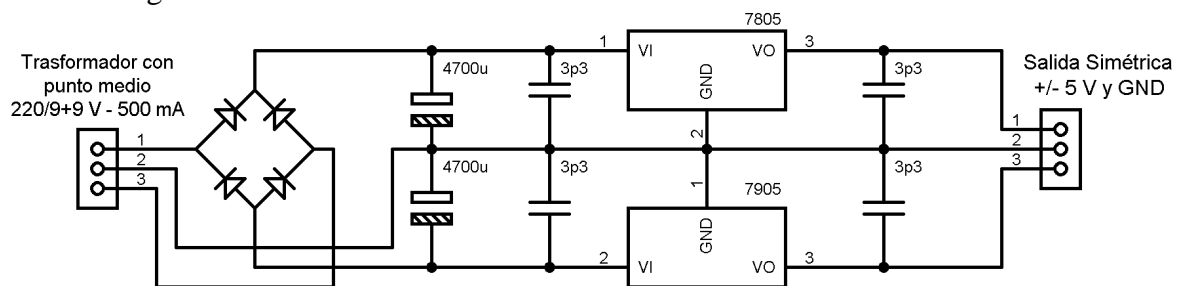 Trasformador con
punto medio
220/9+9 V - 500 mA
1
2
3
4700u
3p3
4700u
3p3
7805
1
VI
VO
3
GND
2
3p3
7905
1
GND
2
VI
VO
3
3p3
Salida Simétrica
+/- 5 V y GND
1
2
3